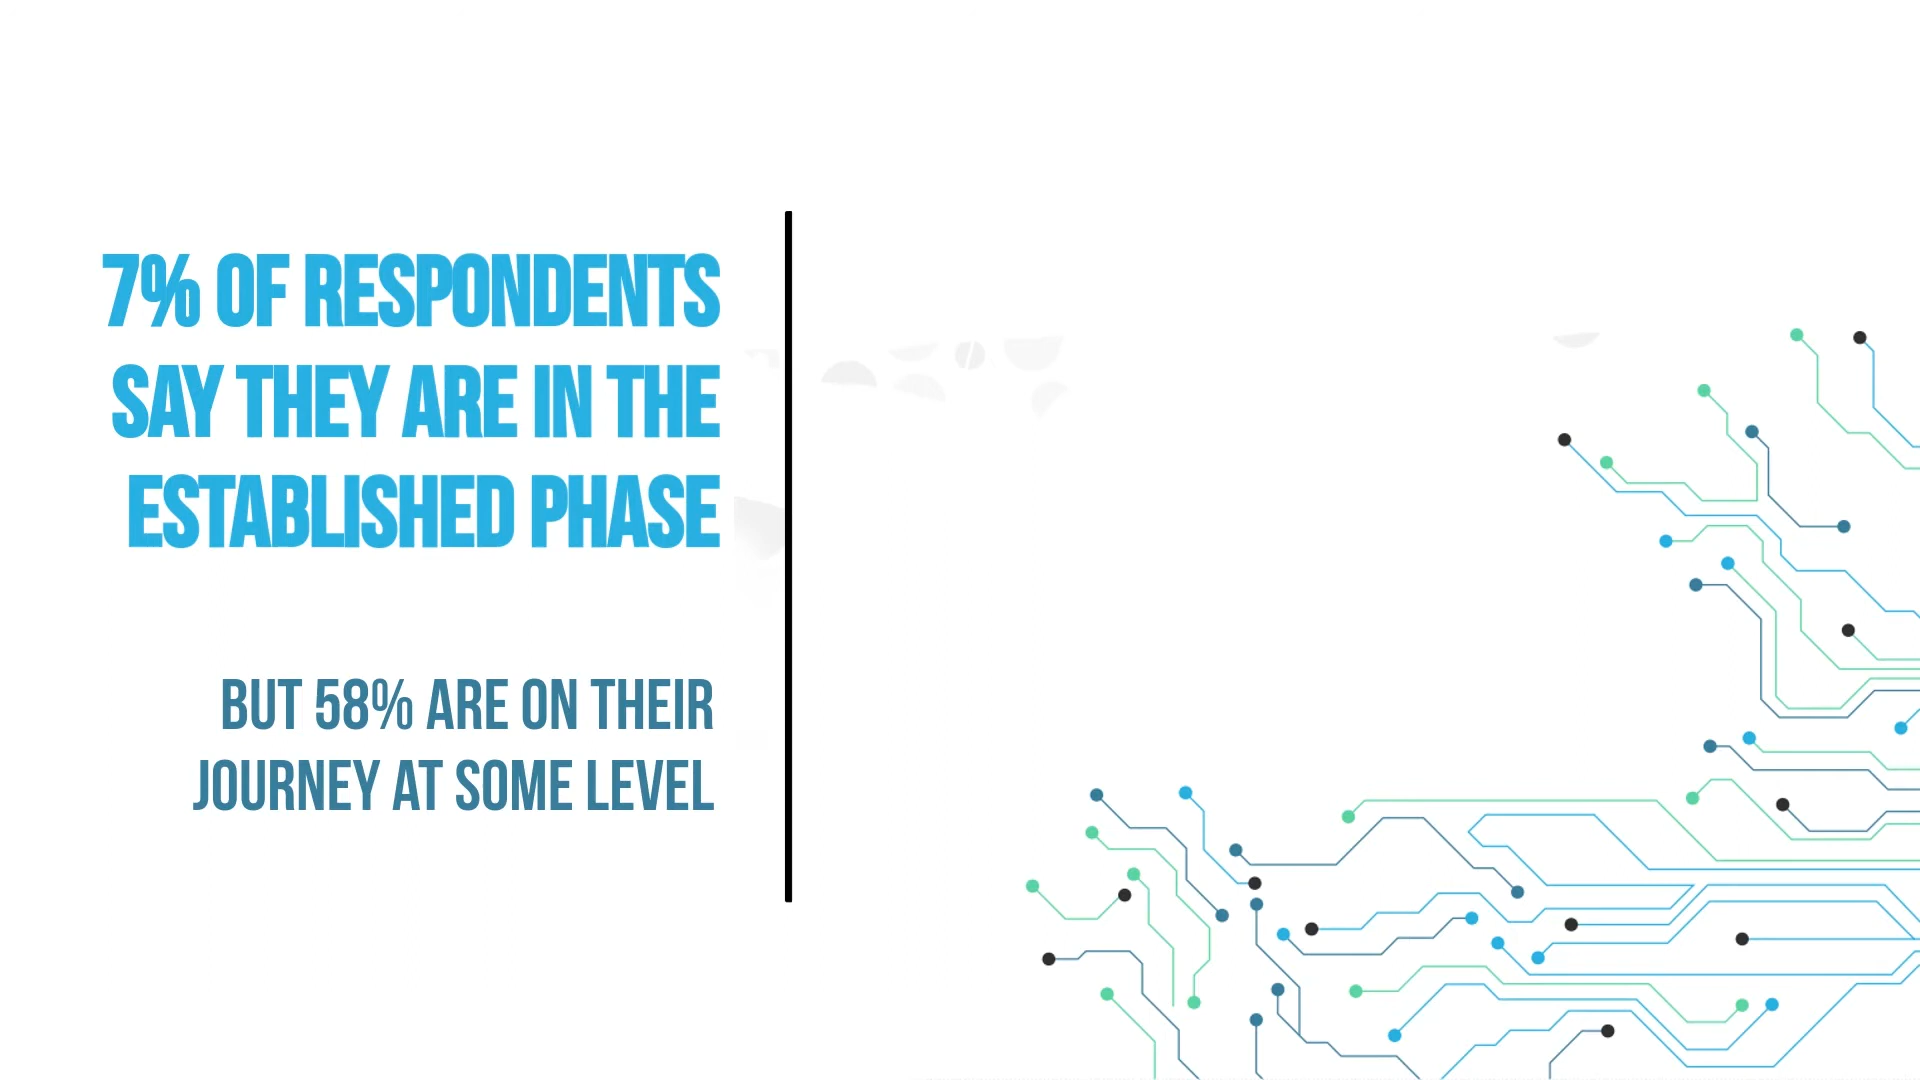 7% OF RESPONDENTS
SAY THEY ARE IN THE
ESTABLISHED PHASE
BUT 58% ARE ON THEIR
JOURNEY AT SOME LEVEL